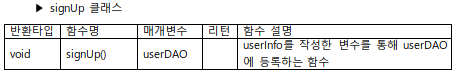 ▶ signUp 클래스
반환타입 함수명 매개변수 리턴 함수 설명
void signUp() userDAO userInfo를 작성한 변수를 통해 userDAO
에 등록하는 함수